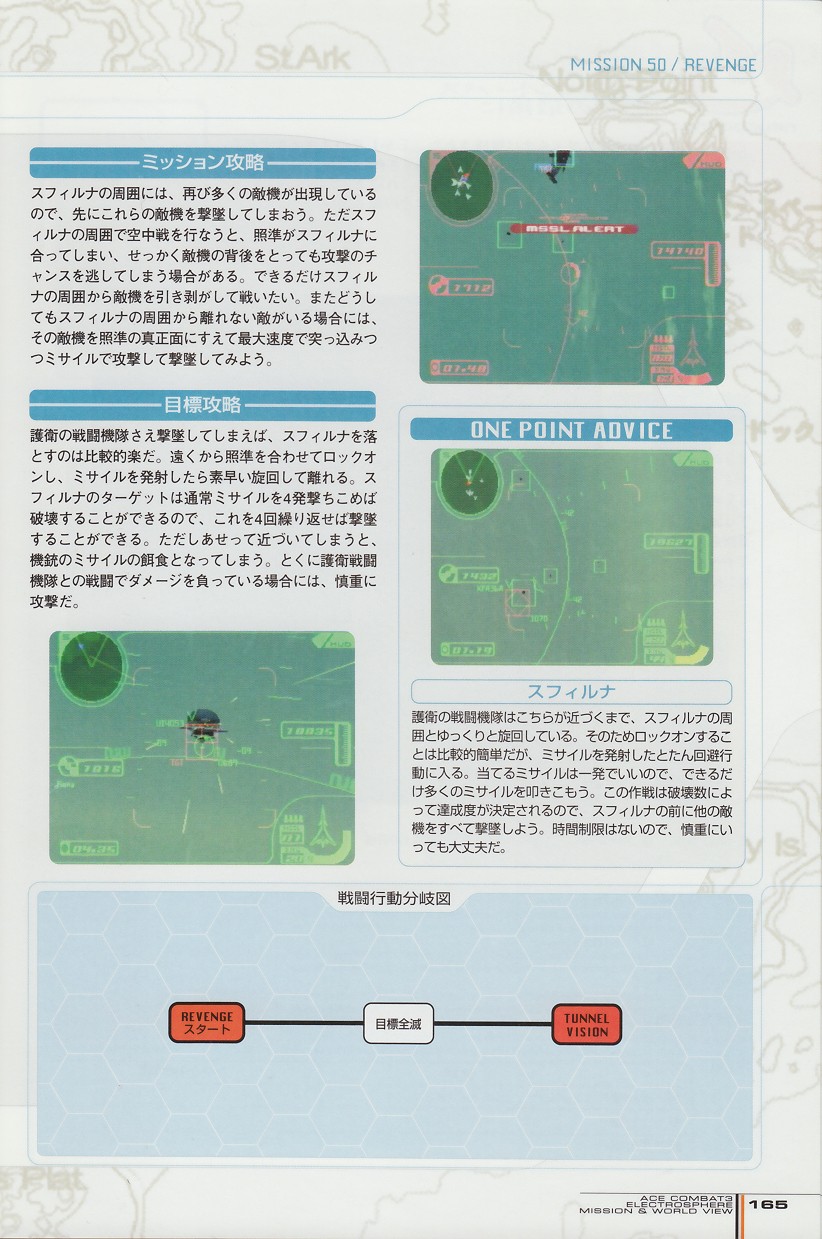 StArk
MISSION 50 / REVENGE
North Point
ミッション攻略
スフィルナの周囲には、再び多くの敵機が出現している
ので、先にこれらの敵機を撃墜してしまおう。ただスフ
ィルナの周囲で空中戦を行なうと、照準がスフィルナに
合ってしまい、せっかく敵機の背後をとっても攻撃のチ
ャンスを逃してしまう場合がある。できるだけスフィル
ナの周囲から敵機を引き剥がして戦いたい。またどうし
てもスフィルナの周囲から離れない敵がいる場合には、
その敵機を照準の真正面にすえて最大速度で突っ込みつ
つミサイルで攻撃して撃墜してみよう。
HUD
MSSL ALERT
14140
1712
01.48
目標攻略
護衛の戦闘機隊さえ撃墜してしまえば、スフィルナを落
とすのは比較的楽だ。遠くから照準を合わせてロックオ
ンし、ミサイルを発射したら素早い旋回して離れる。ス
フィルナのターゲットは通常ミサイルを4発撃ちこめば
破壊することができるので、これを4回繰り返せば撃墜
することができる。ただしあせって近づいてしまうと、
機銃のミサイルの餌食となってしまう。とくに護衛戦闘
機隊との戦闘でダメージを負っている場合には、慎重に
攻撃だ。
HUD
10035
1016
TGT
04.35
ONE POINT ADVICE
HUD
15627
1432
1070
01.19
スフィルナ
護衛の戦闘機隊はこちらが近づくまで、スフィルナの周
囲とゆっくりと旋回している。そのためロックオンするこ
とは比較的簡単だが、ミサイルを発射したとたん回避行
動に入る。当てるミサイルは一発でいいので、できるだ
け多くのミサイルを叩きこもう。この作戦は破壊数によ
って達成度が決定されるので、スフィルナの前に他の敵
機をすべて撃墜しよう。時間制限はないので、慎重にい
っても大丈夫だ。
ドック
y Is.
戦闘行動分岐図
REVENGE
スタート
目標全滅
TUNNEL
VISION
ACE COMBAT3
ELECTROSPHERE
MISSION & WORLD VIEW
165